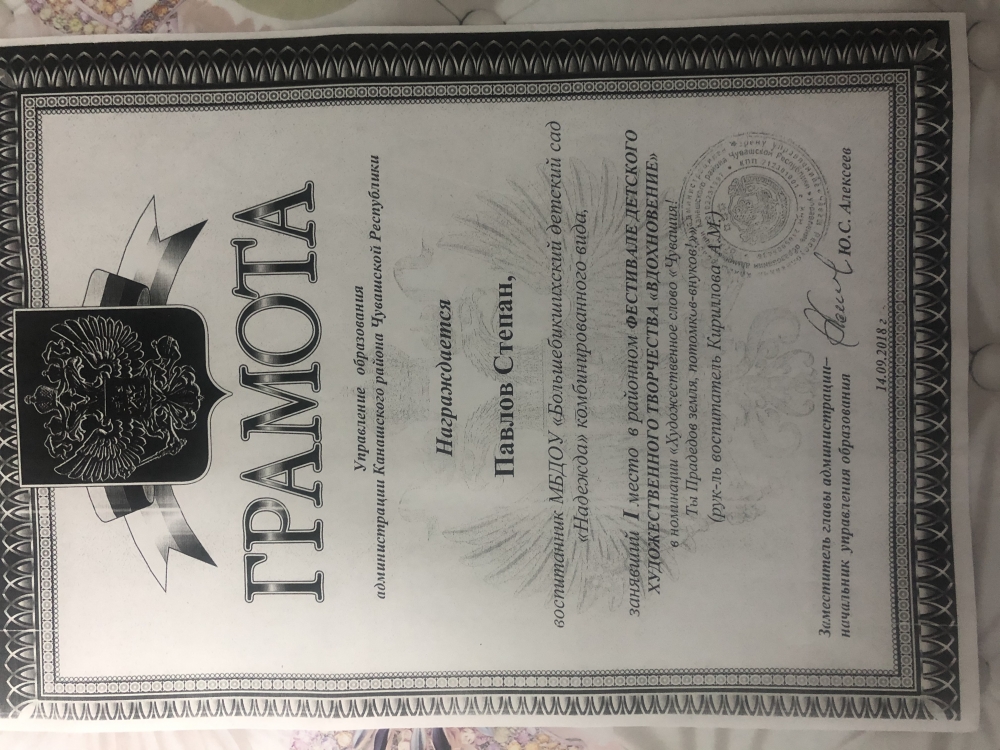 ГРАМОТА
Управление образования
администрации Канашского района Чувашской Республики
Награждается
Павлов Степан,
воспитанник МБДОУ «Большебикшихский детский сад
«Надежда» комбинированного вида,
занявший I место в районном ФЕСТИВАЛЕ ДЕТСКОГО
ХУДОЖЕСТВЕННОГО ТВОРЧЕСТВА «ВДОХНОВЕНИЕ»
в номинации «Художественное слово «Чувашия!
Ты Прадедов земля, потомков-внуков!»»
(рук-ль воспитатель Кириллова А.М)
Заместитель главы администрации–
начальник управления образования Ю.С. Алексеев
14.09.2018 г.